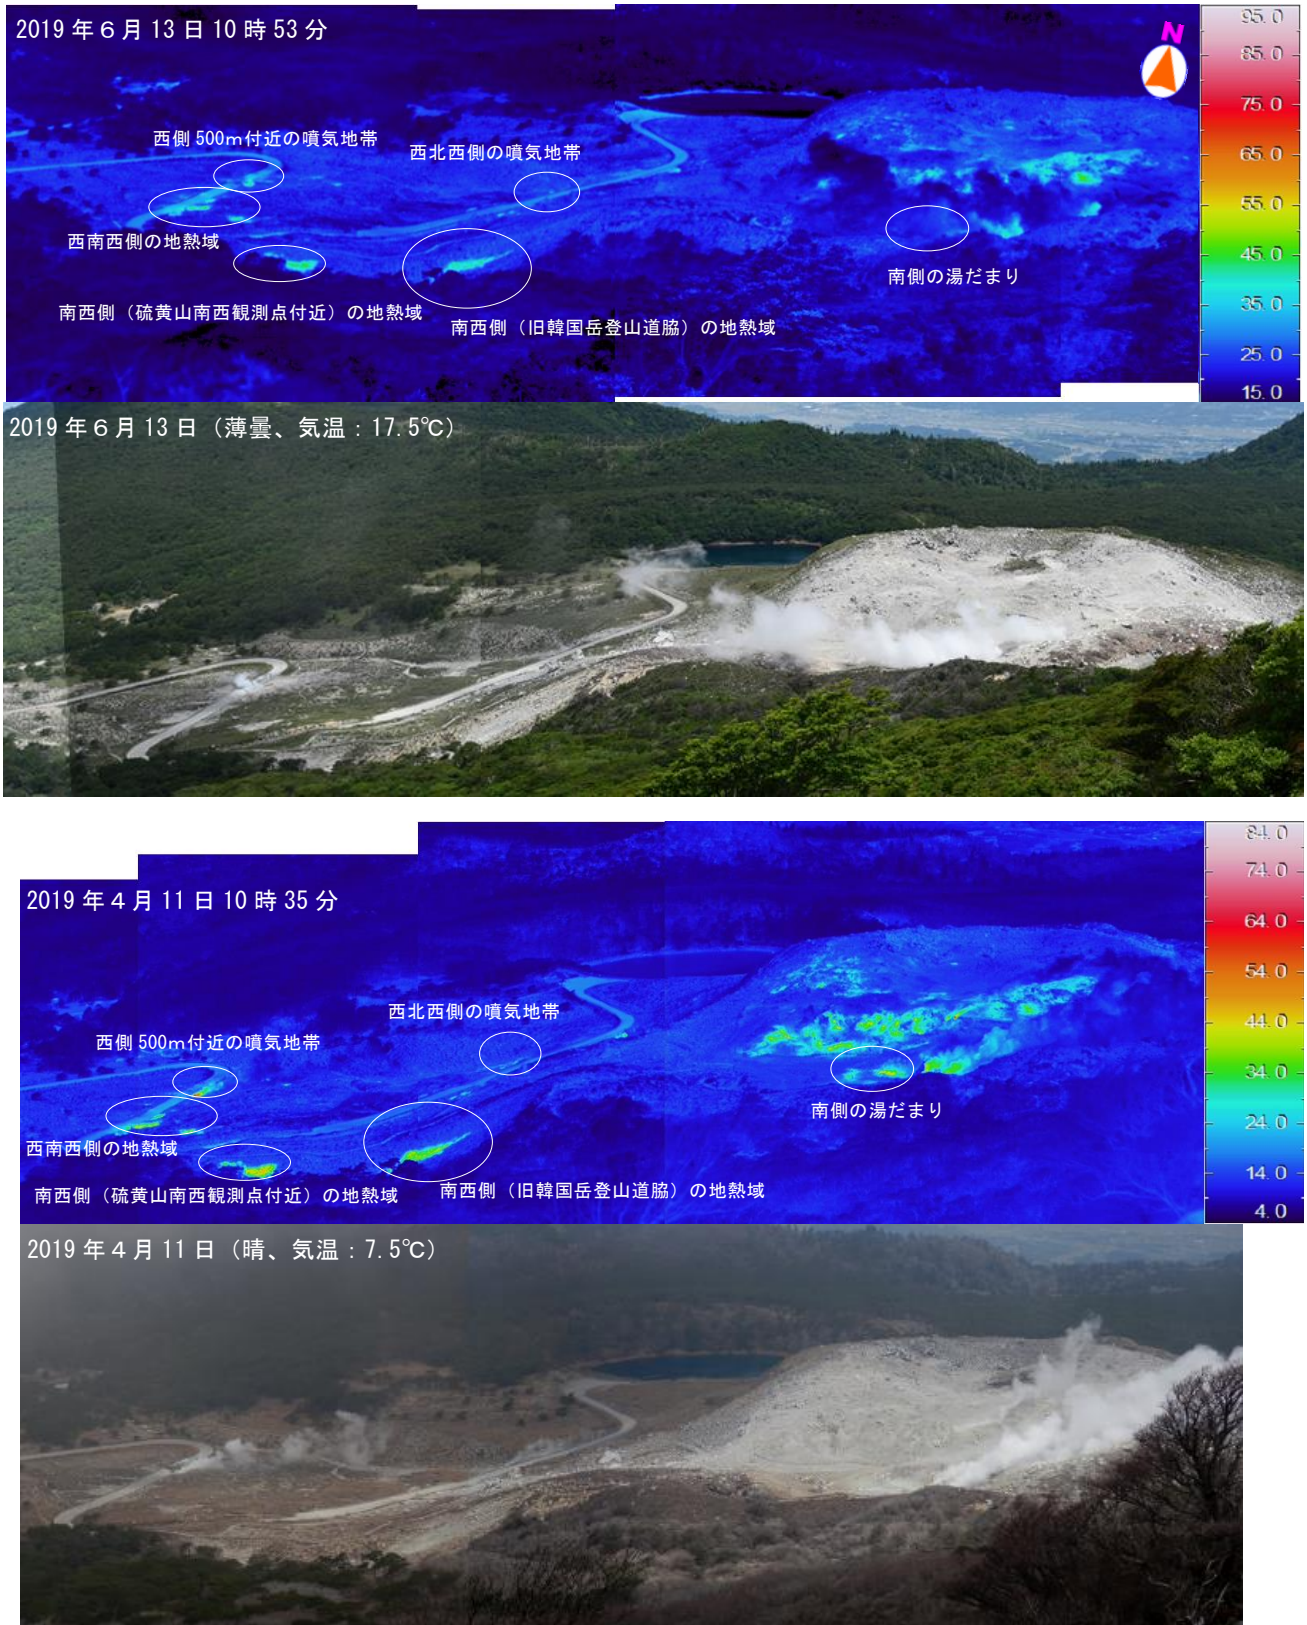 2019年6月13日10時53分
N
西側500m付近の噴気地帯
西北西側の噴気地帯
西南西側の地熱域
南側の湯だまり
南西側（硫黄山南西観測点付近）の地熱域
南西側（旧韓国岳登山道脇）の地熱域
95.0
85.0
75.0
65.0
55.0
45.0
35.0
25.0
15.0
2019年6月13日（薄曇、気温：17.5℃）
2019年4月11日10時35分
西北西側の噴気地帯
西側500m付近の噴気地帯
南側の湯だまり
西南西側の地熱域
南西側（硫黄山南西観測点付近）の地熱域
南西側（旧韓国岳登山道脇）の地熱域
84.0
74.0
64.0
54.0
44.0
34.0
24.0
14.0
4.0
2019年4月11日（晴、気温：7.5℃）